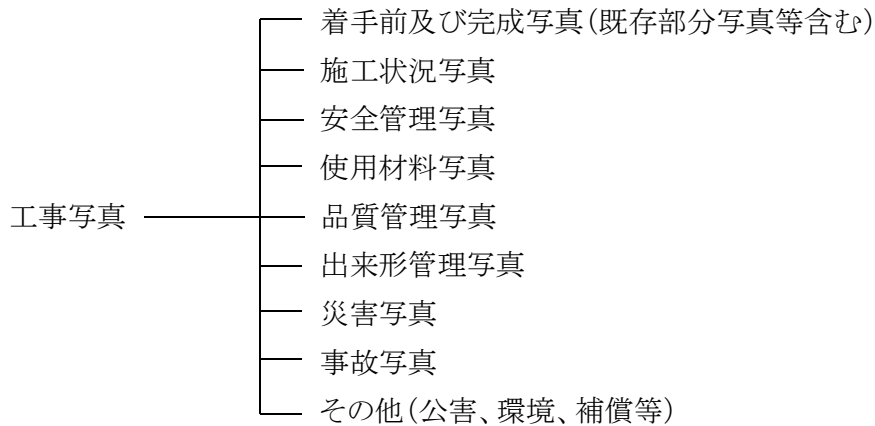 着手前及び完成写真(既存部分写真等含む)
施工状況写真
安全管理写真
使用材料写真
工事写真
品質管理写真
出来形管理写真
災害写真
事故写真
その他(公害、環境、補償等)